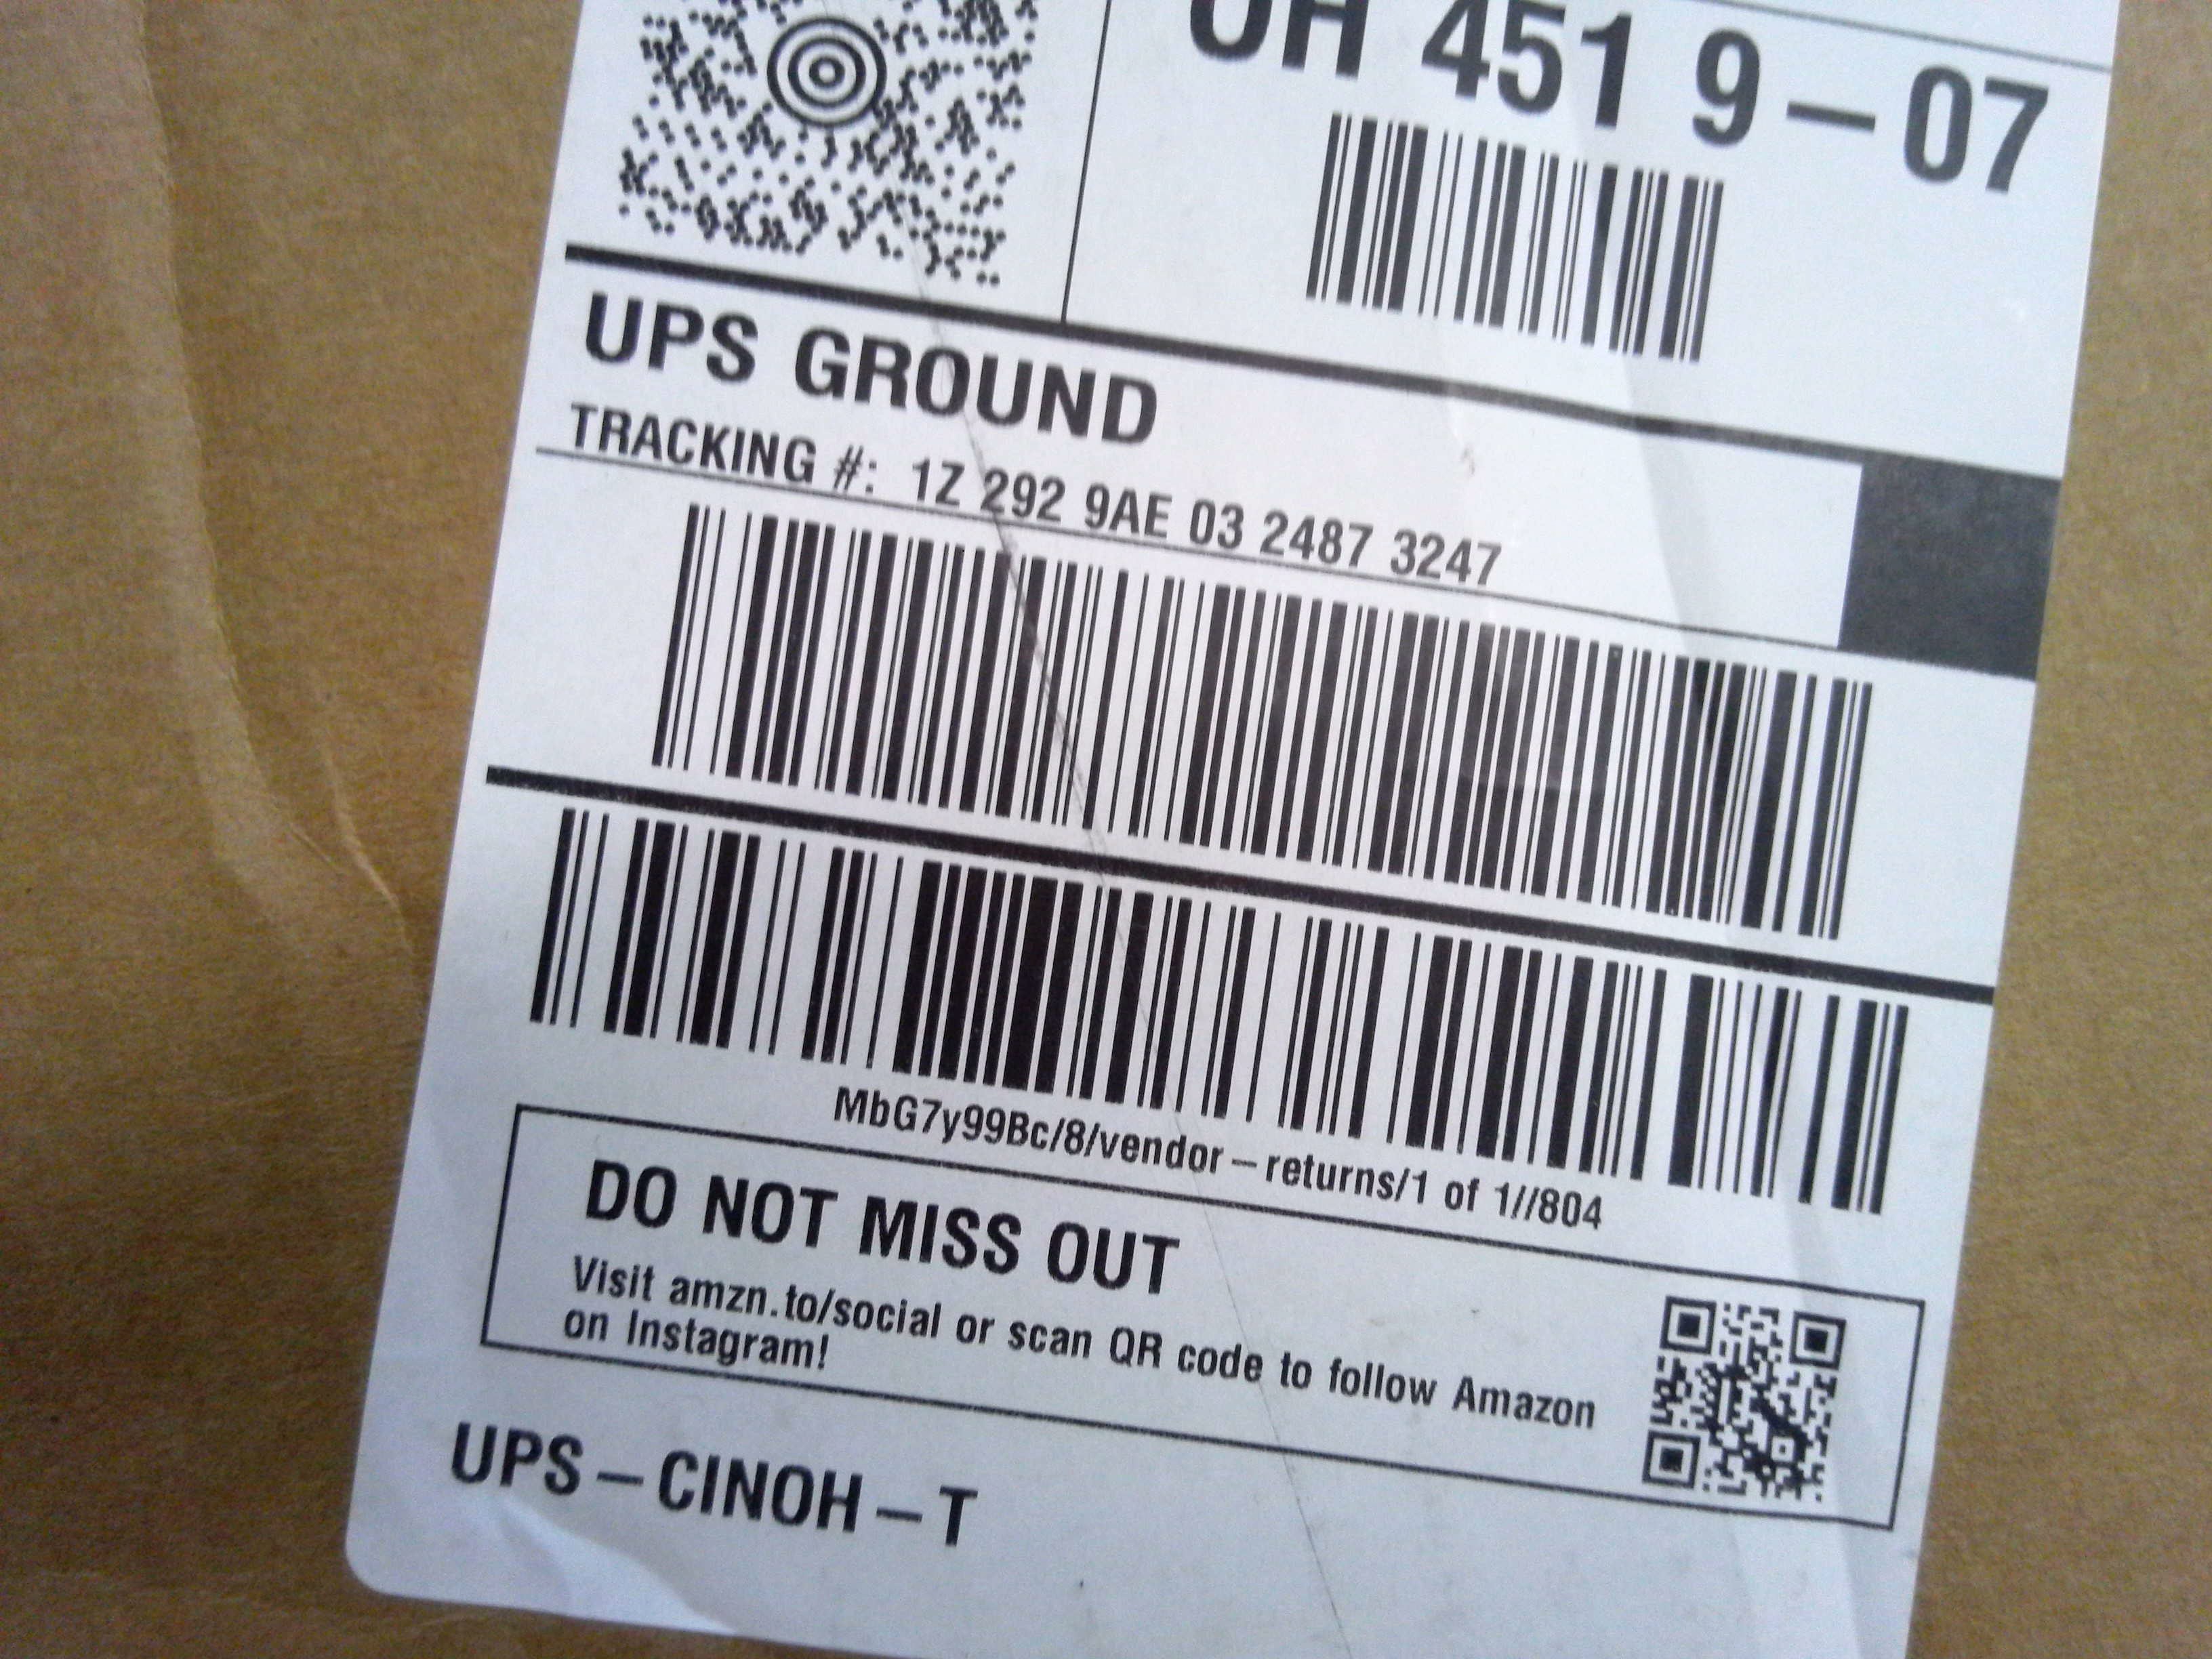 OH 451 9-07
UPS GROUND
TRACKING #: 1Z 292 9AE 03 2487 3247
MbG7y99Bc/8/vendor-returns/1 of 1//804
DO NOT MISS OUT
Visit amzn.to/social or scan QR code to follow Amazon
on Instagram!
UPS-CINOH-T